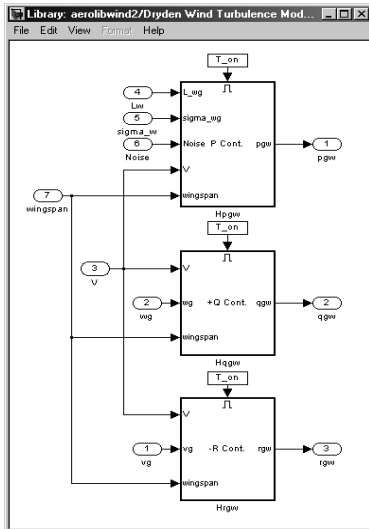 Library: aerolibwind2/Dryden Wind Turbulence Mod...
File Edit View Format Help
T_on
4
L_wg
Lw
5
sigma_wg
sigma_w
6
Noise P Cont. pgw
1
Noise
pgw
V
7
wingspan
wingspan
Hpgw
T_on
3
V
V
2
wg +Q Cont. qgw
2
wg
qgw
wingspan
Hqgw
T_on
V
1
vg -R Cont. rgw
3
vg
rgw
wingspan
Hrgw